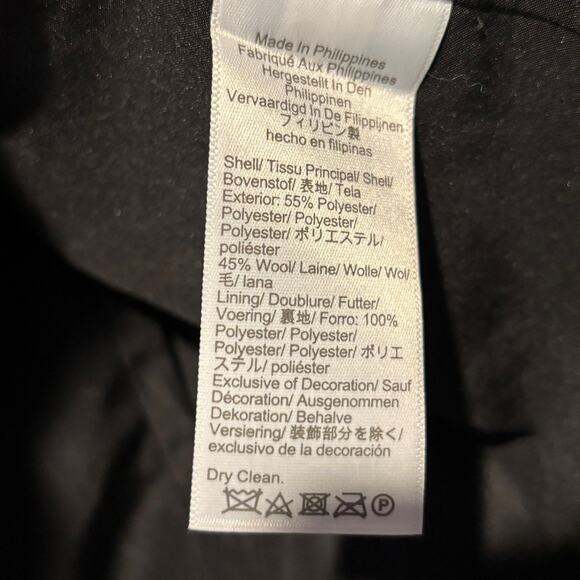 Made In Philippines
Fabriqué Aux Philippines
Hergestellt In Den
Philippinen
Vervaardigd In De Filippijnen
フィリピン製
hecho en filipinas
Shell/ Tissu Principal/ Shell/
Bovenstof/ 表地/ Tela
Exterior: 55% Polyester/
Polyester/ Polyester/
Polyester/ ポリエステル/
poliéster
45% Wool/ Laine/ Wolle/ Wol/
毛/ lana
Lining/ Doublure/ Futter/
Voering/ 裏地/ Forro: 100%
Polyester/ Polyester/
Polyester/ Polyester/ ポリエ
ステル/ poliéster
Exclusive of Decoration/ Sauf
Décoration/ Ausgenommen
Dekoration/ Behalve
Versiering/ 装飾部分を除く/
exclusivo de la decoración
Dry Clean.
P